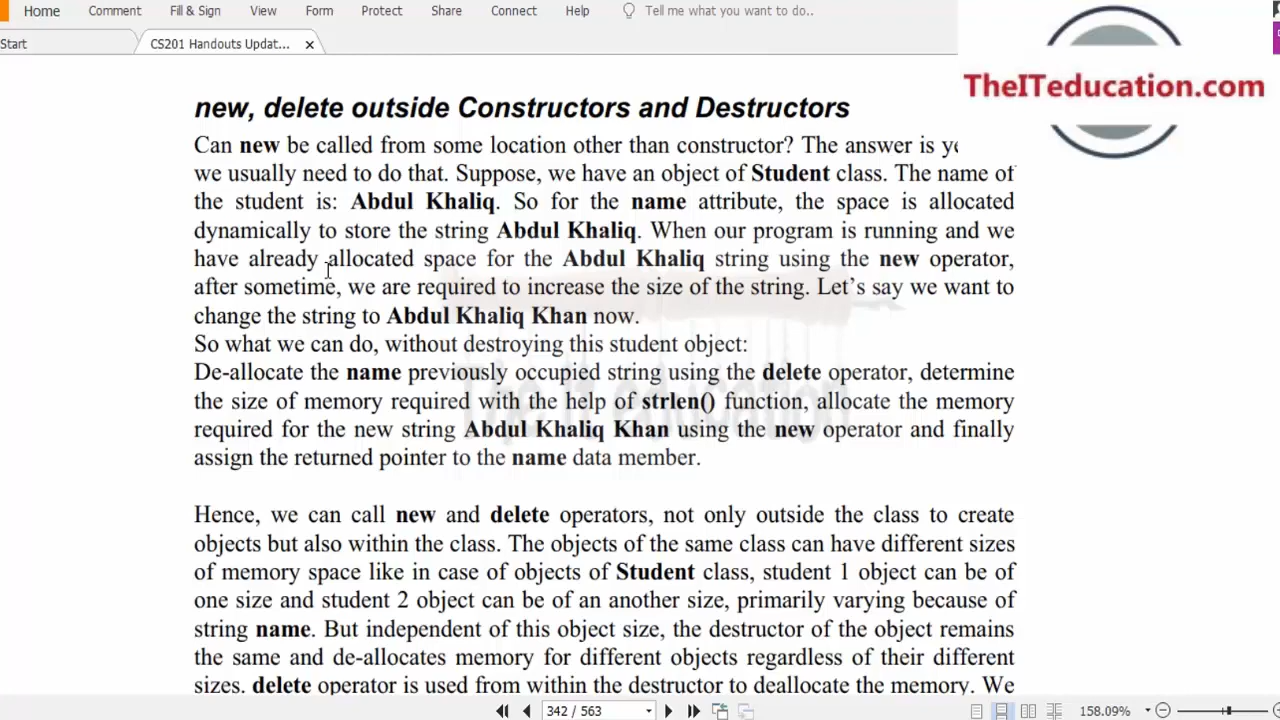 Home Comment Fill & Sign View Form Protect Share Connect Help Tell me what you want to do..
Start CS201 Handouts Updat... ×
TheITeducation.com
new, delete outside Constructors and Destructors
Can new be called from some location other than constructor? The answer is ye
we usually need to do that. Suppose, we have an object of Student class. The name of
the student is: Abdul Khaliq. So for the name attribute, the space is allocated
dynamically to store the string Abdul Khaliq. When our program is running and we
have already allocated space for the Abdul Khaliq string using the new operator,
after sometime, we are required to increase the size of the string. Let's say we want to
change the string to Abdul Khaliq Khan now.
So what we can do, without destroying this student object:
De-allocate the name previously occupied string using the delete operator, determine
the size of memory required with the help of strlen() function, allocate the memory
required for the new string Abdul Khaliq Khan using the new operator and finally
assign the returned pointer to the name data member.
The IT education
Hence, we can call new and delete operators, not only outside the class to create
objects but also within the class. The objects of the same class can have different sizes
of memory space like in case of objects of Student class, student 1 object can be of
one size and student 2 object can be of an another size, primarily varying because of
string name. But independent of this object size, the destructor of the object remains
the same and de-allocates memory for different objects regardless of their different
sizes. delete operator is used from within the destructor to deallocate the memory. We
342 / 563 158.09%